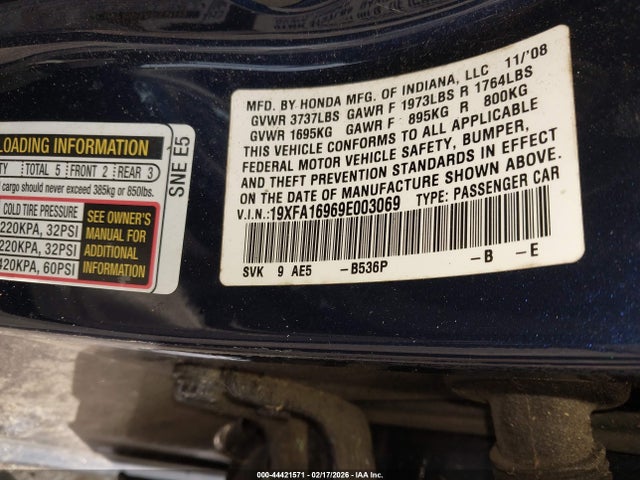 LOADING INFORMATION
TOTAL 5 FRONT 2 REAR 3
cargo should never exceed 385kg or 850lbs.
COLD TIRE PRESSURE
220KPA, 32PSI
220KPA, 32PSI
420KPA, 60PSI
SEE OWNER'S
MANUAL FOR
ADDITIONAL
INFORMATION
SNE E5
MFD. BY HONDA MFG. OF INDIANA, LLC 11/'08
GVWR 3737LBS GAWR F 1973LBS R 1764LBS
GVWR 1695KG GAWR F 895KG R 800KG
THIS VEHICLE CONFORMS TO ALL APPLICABLE
FEDERAL MOTOR VEHICLE SAFETY, BUMPER,
AND THEFT PREVENTION STANDARDS IN EFFECT
ON THE DATE OF MANUFACTURE SHOWN ABOVE.
V.I.N.:19XFA16969E003069 TYPE: PASSENGER CAR
SVK 9 AE5 -B536P -B -E
000-44421571 - 02/17/2026 - IAA Inc.